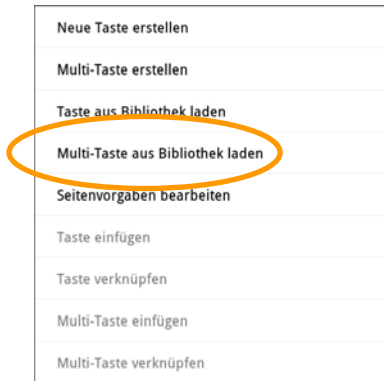 Neue Taste erstellen
Multi-Taste erstellen
Taste aus Bibliothek laden
Multi-Taste aus Bibliothek laden
Seitenvorgaben bearbeiten
Taste einfügen
Taste verknüpfen
Multi-Taste einfügen
Multi-Taste verknüpfen